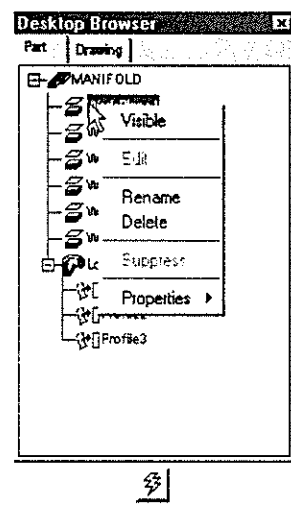 Desktop Browser
Part Drawing
MANIFOLD
Visible
Edit
Rename
Delete
Suppress
Properties
Profile3